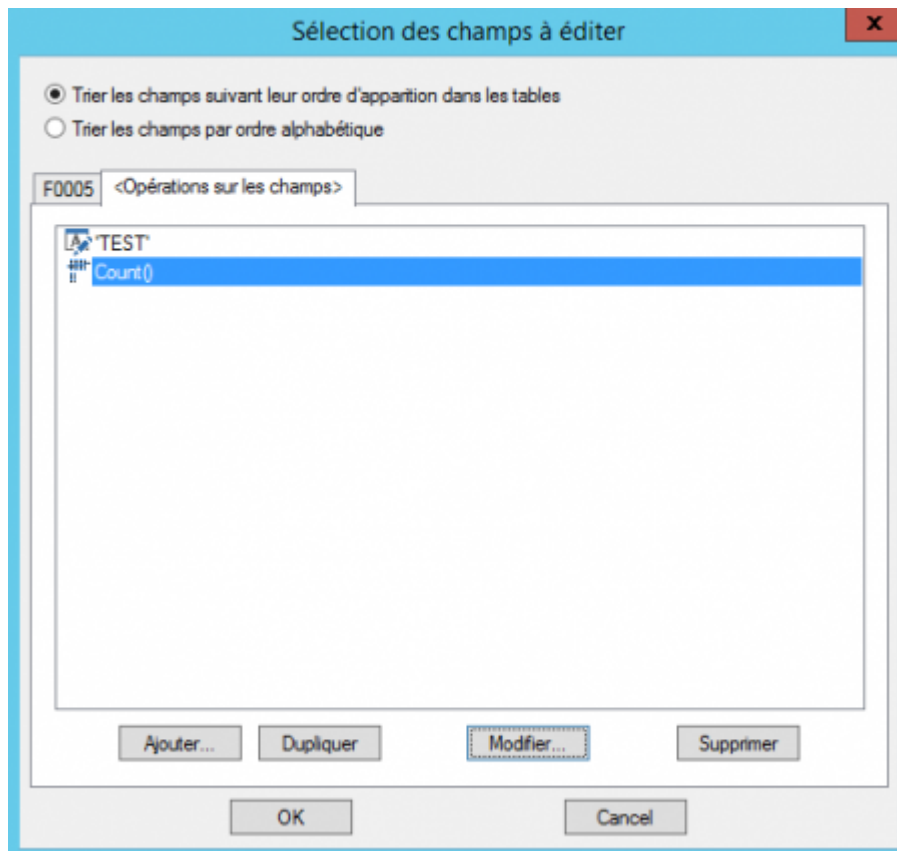 Sélection des champs à éditer
x
Trier les champs suivant leur ordre d'apparition dans les tables
Trier les champs par ordre alphabétique
F0005 <Opérations sur les champs>
'TEST'
Count()
Ajouter... Dupliquer Modifier... Supprimer
OK Cancel